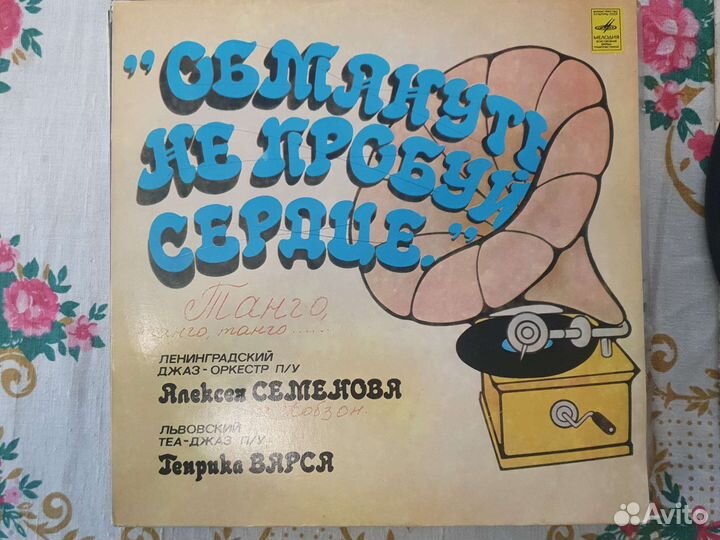 МЕЛОДИЯ
„ОБМАНУТЬ
НЕ ПРОБУЙ
СЕРДЦЕ."
Танго,
танго, танго......
ЛЕНИНГРАДСКИЙ
ДЖАЗ-ОРКЕСТР П/У
Алексея СЕМЕНОВА
Кобзон.
ЛЬВОВСКИЙ
ТЕА-ДЖАЗ П/У
Генрика ВАРСА
Avito